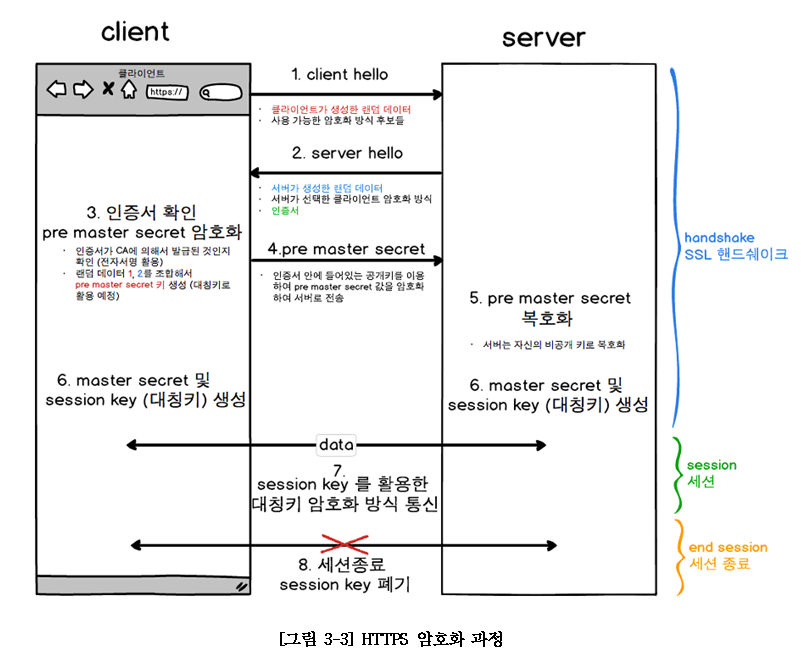 client
server
클라이언트
https://
1. client hello
· 클라이언트가 생성한 랜덤 데이터
· 사용 가능한 암호화 방식 후보들
2. server hello
· 서버가 생성한 랜덤 데이터
· 서버가 선택한 클라이언트 암호화 방식
· 인증서
3. 인증서 확인
pre master secret 암호화
· 인증서가 CA에 의해서 발급된 것인지
확인 (전자서명 활용)
· 랜덤 데이터 1, 2를 조합해서
pre master secret 키 생성 (대칭키로
활용 예정)
4.pre master secret
· 인증서 안에 들어있는 공개키를 이용
하여 pre master secret 값을 암호화
하여 서버로 전송
5. pre master secret
복호화
· 서버는 자신의 비공개 키로 복호화
6. master secret 및
session key (대칭키) 생성
6. master secret 및
session key (대칭키) 생성
handshake
SSL 핸드쉐이크
data
7.
session key 를 활용한
대칭키 암호화 방식 통신
session
세션
8. 세션종료
session key 폐기
end session
세션 종료
[그림 3-3] HTTPS 암호화 과정